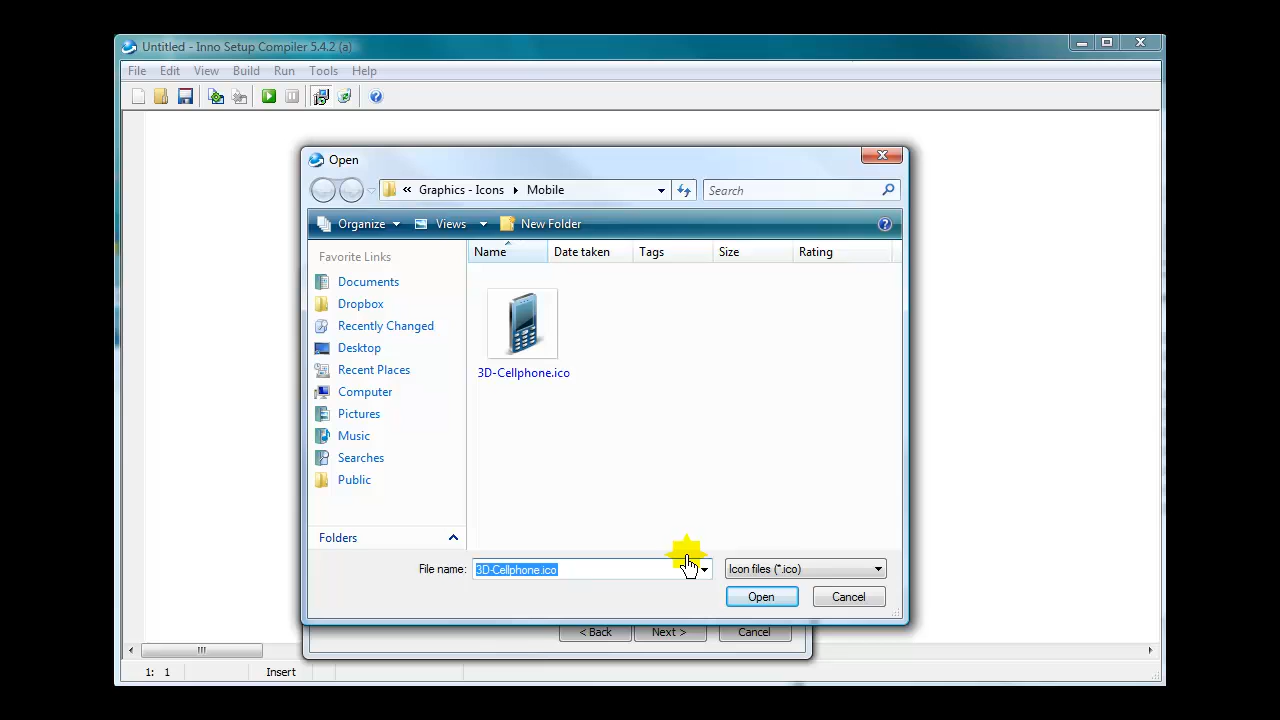 Untitled - Inno Setup Compiler 5.4.2 (a)
File Edit View Build Run Tools Help
Open
« Graphics - Icons Mobile
Search
Organize Views New Folder
Favorite Links
Name Date taken Tags Size Rating
Documents
Dropbox
Recently Changed
Desktop
Recent Places
Computer
Pictures
Music
Searches
Public
3D-Cellphone.ico
Folders
File name: 3D-Cellphone.ico
Icon files (*.ico)
Open Cancel
< Back Next > Cancel
1: 1 Insert